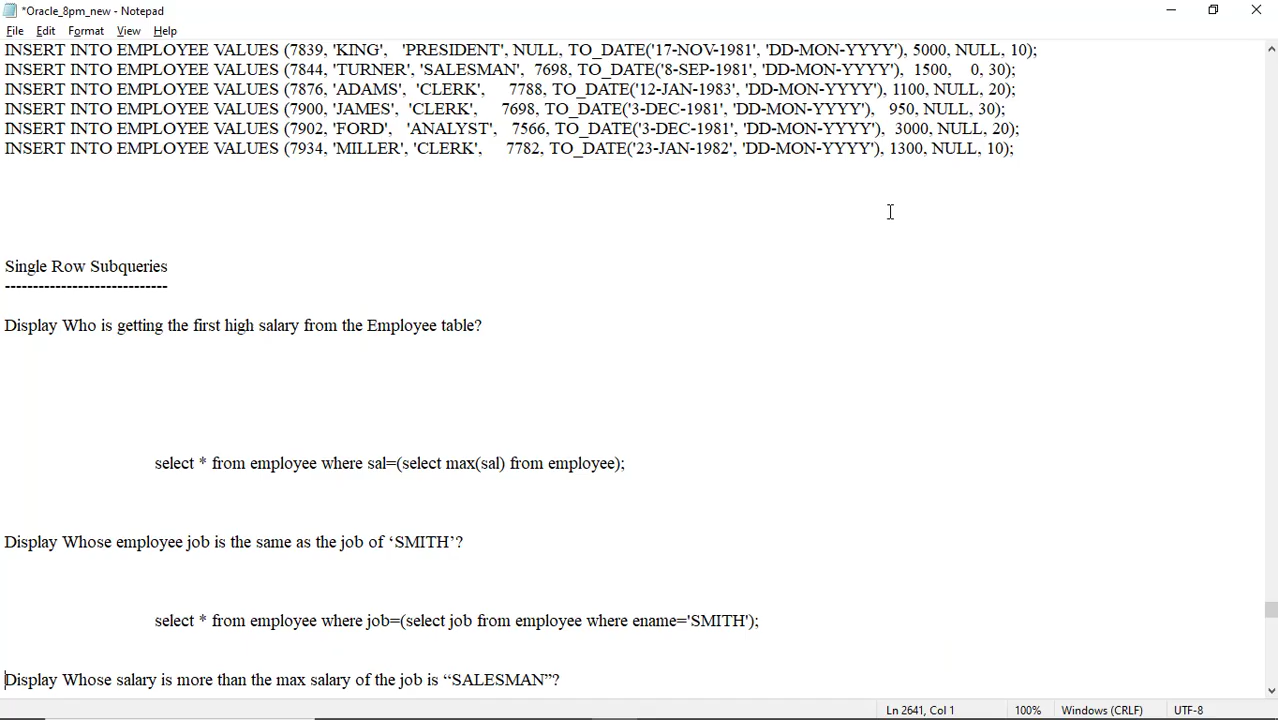 *Oracle_8pm_new - Notepad
File Edit Format View Help
INSERT INTO EMPLOYEE VALUES (7839, 'KING', 'PRESIDENT', NULL, TO_DATE('17-NOV-1981', 'DD-MON-YYYY'), 5000, NULL, 10);
INSERT INTO EMPLOYEE VALUES (7844, 'TURNER', 'SALESMAN', 7698, TO_DATE('8-SEP-1981', 'DD-MON-YYYY'), 1500, 0, 30);
INSERT INTO EMPLOYEE VALUES (7876, 'ADAMS', 'CLERK', 7788, TO_DATE('12-JAN-1983', 'DD-MON-YYYY'), 1100, NULL, 20);
INSERT INTO EMPLOYEE VALUES (7900, 'JAMES', 'CLERK', 7698, TO_DATE('3-DEC-1981', 'DD-MON-YYYY'), 950, NULL, 30);
INSERT INTO EMPLOYEE VALUES (7902, 'FORD', 'ANALYST', 7566, TO_DATE('3-DEC-1981', 'DD-MON-YYYY'), 3000, NULL, 20);
INSERT INTO EMPLOYEE VALUES (7934, 'MILLER', 'CLERK', 7782, TO_DATE('23-JAN-1982', 'DD-MON-YYYY'), 1300, NULL, 10);
Single Row Subqueries
-----------------------------
Display Who is getting the first high salary from the Employee table?
select * from employee where sal=(select max(sal) from employee);
Display Whose employee job is the same as the job of ‘SMITH’?
select * from employee where job=(select job from employee where ename='SMITH');
Display Whose salary is more than the max salary of the job is “SALESMAN”?
Ln 2641, Col 1 100% Windows (CRLF) UTF-8